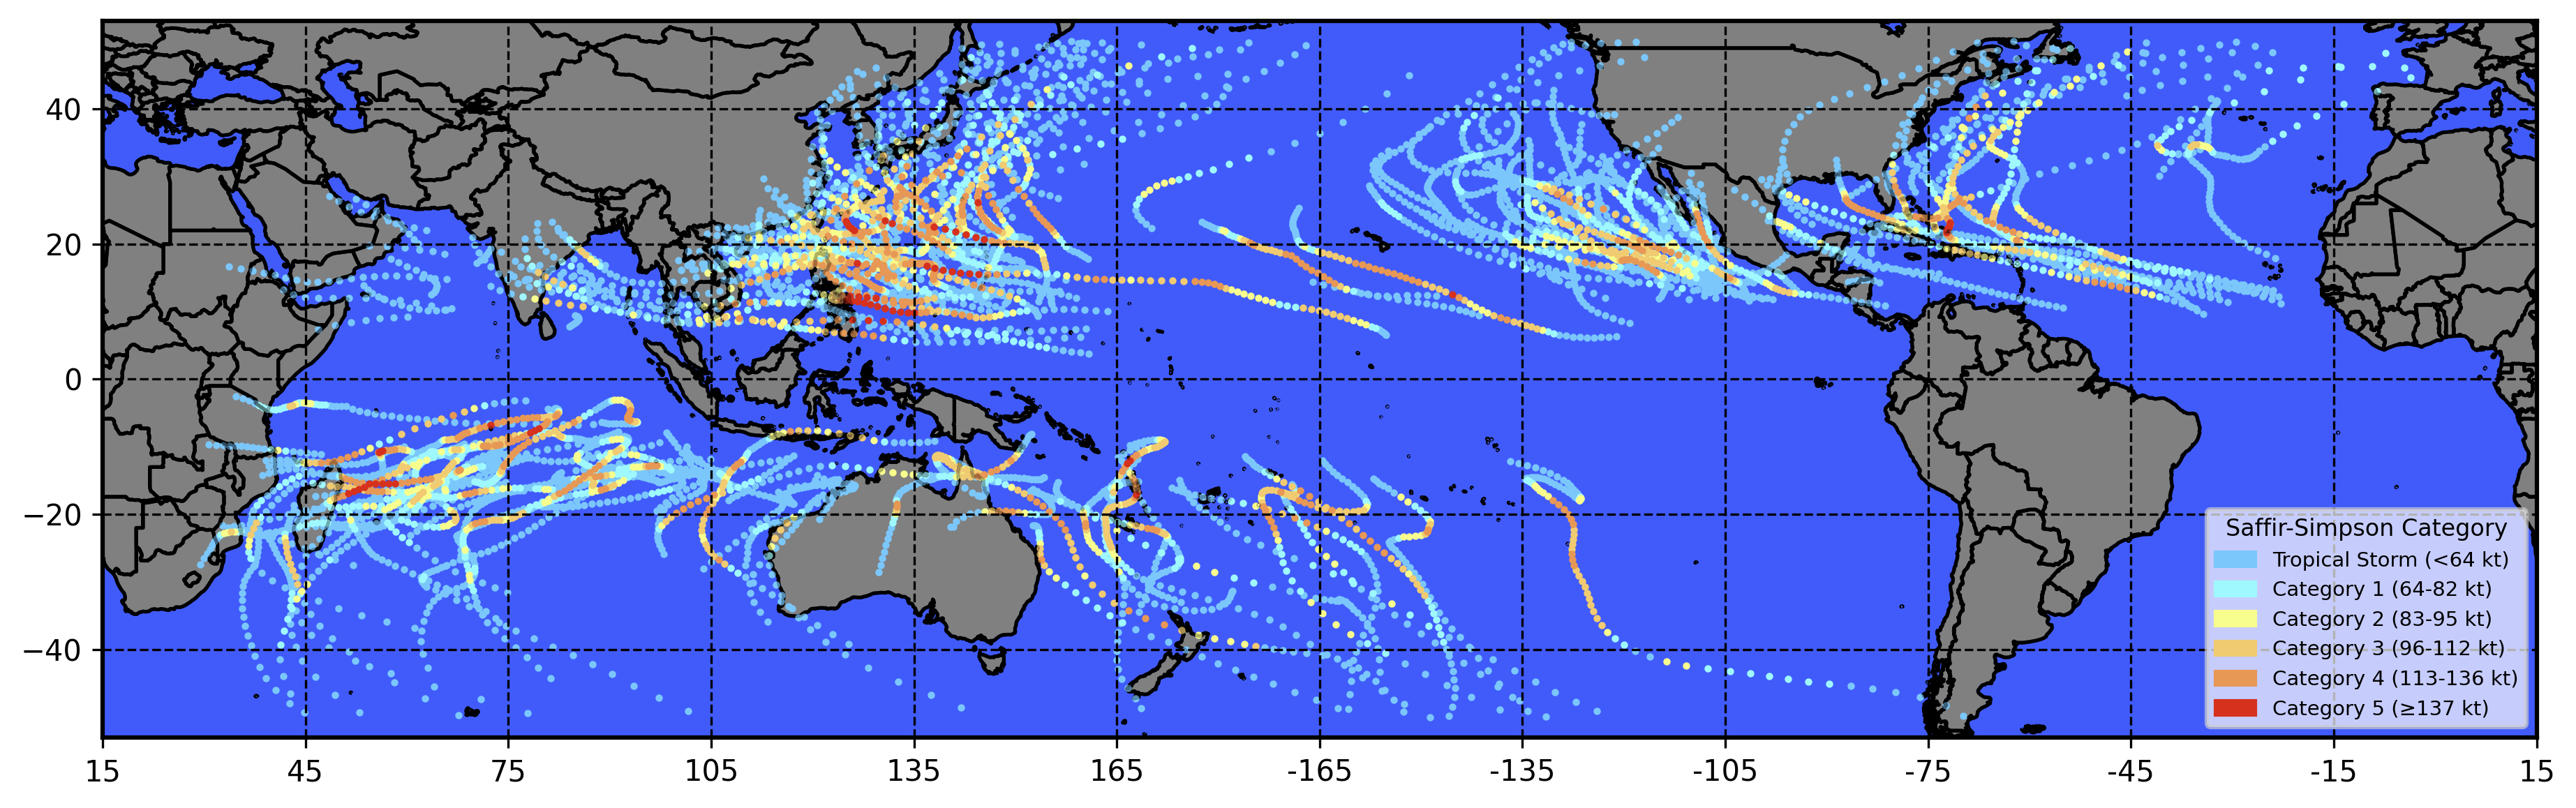 40
20
0
−20
−40
15
45
75
105
135
165
-165
-135
-105
-75
-45
-15
15
Saffir-Simpson Category
Tropical Storm (<64 kt)
Category 1 (64-82 kt)
Category 2 (83-95 kt)
Category 3 (96-112 kt)
Category 4 (113-136 kt)
Category 5 (≥137 kt)